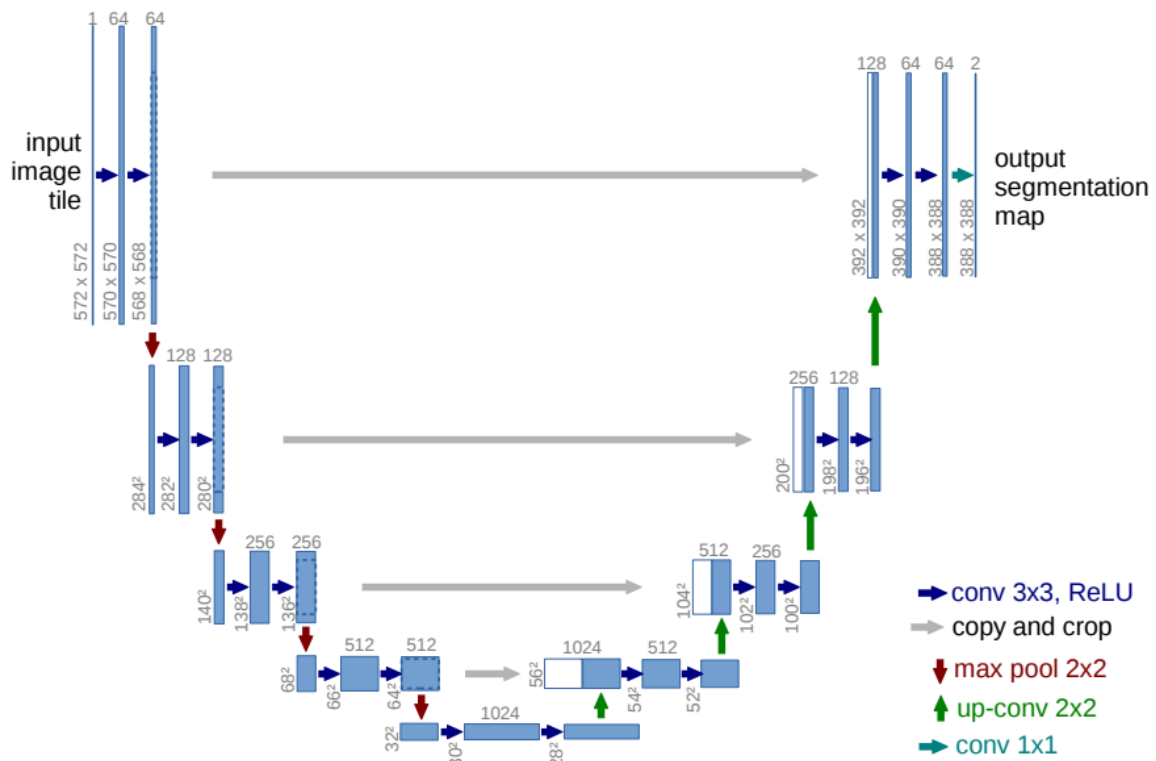 1 64 64
input
image
tile
572 x 572
570 x 570
568 x 568
128 64 64 2
output
segmentation
map
392 x 392
390 x 390
388 x 388
388 x 388
128 128
284²
282²
280²
256 128
200²
198²
196²
256 256
140²
138²
136²
512 256
104²
102²
100²
512 512
68²
66²
64²
1024 512
56²
54²
52²
1024
32²
30²
28²
conv 3x3, ReLU
copy and crop
max pool 2x2
up-conv 2x2
conv 1x1